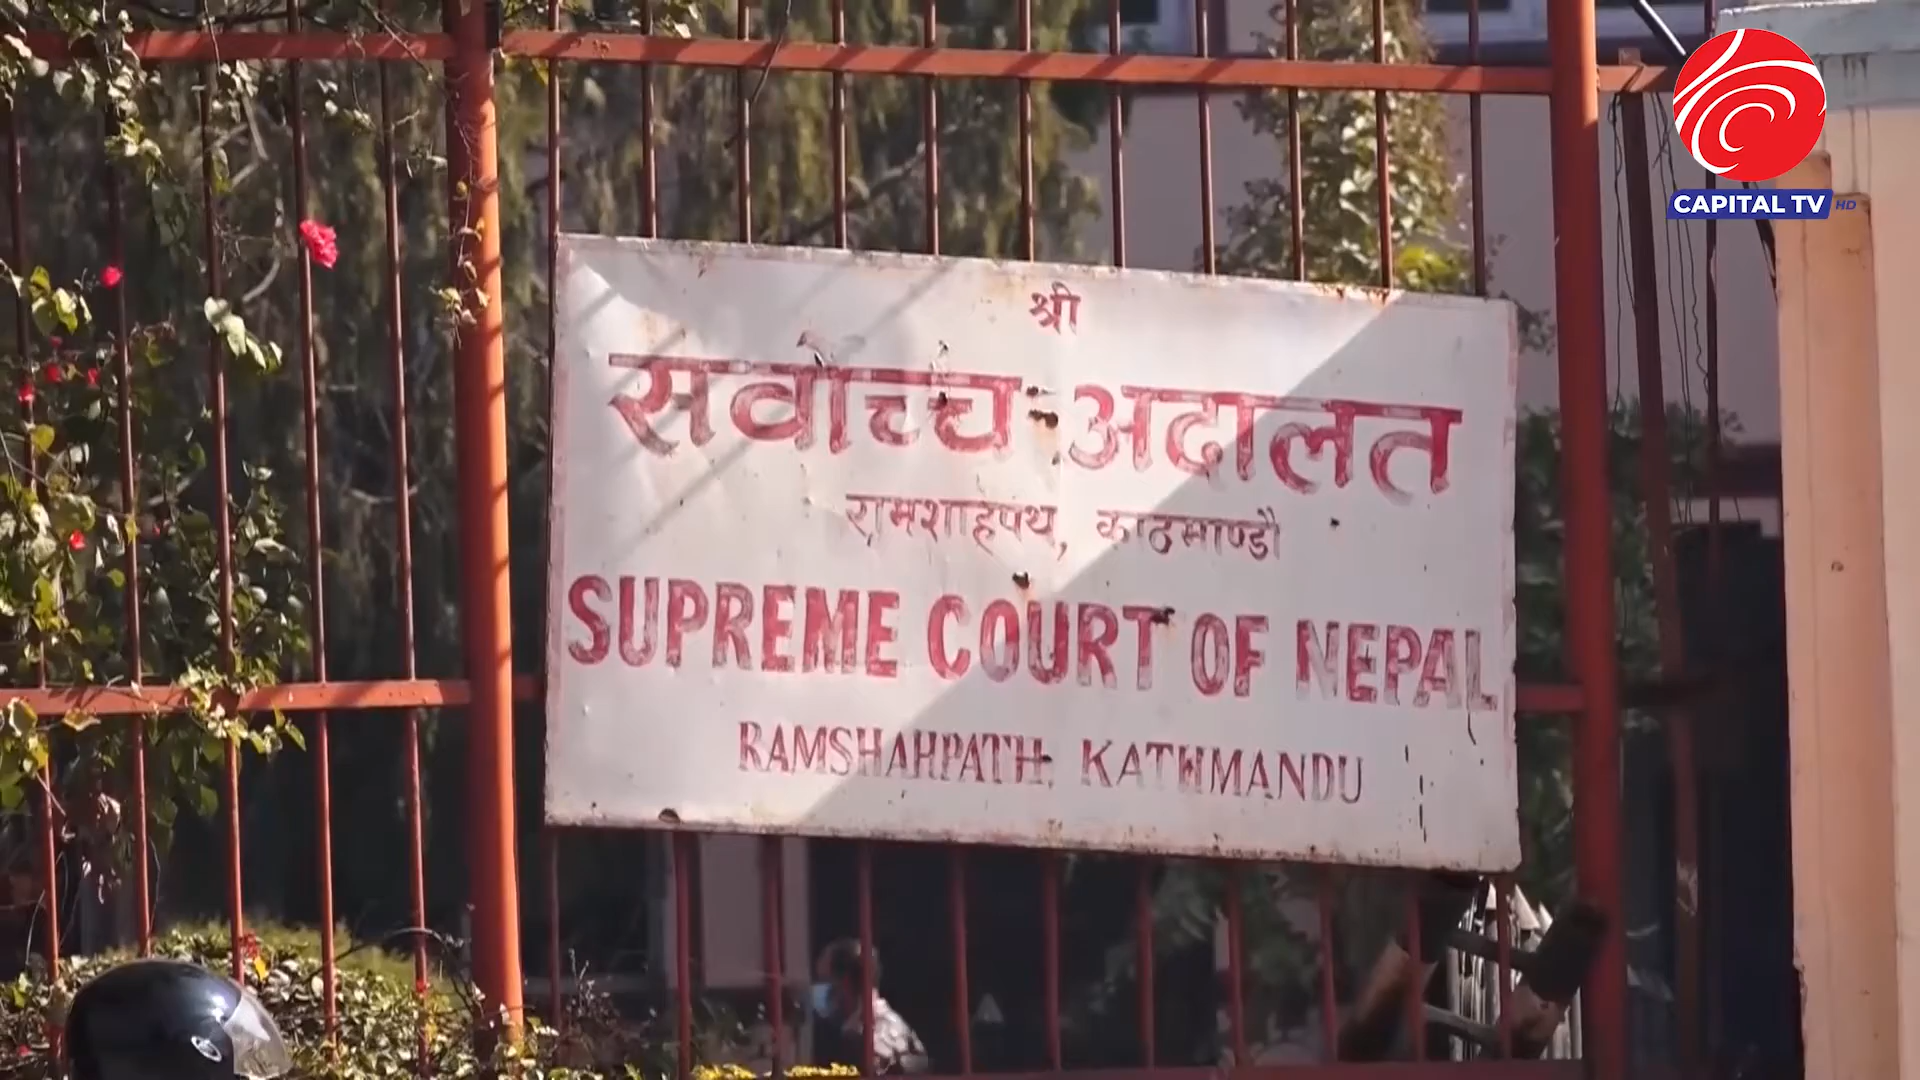 श्री
सर्वोच्च अदालत
रामशाहपथ, काठमाण्डौ
SUPREME COURT OF NEPAL
RAMSHAHPATH, KATHMANDU
CAPITAL TV HD